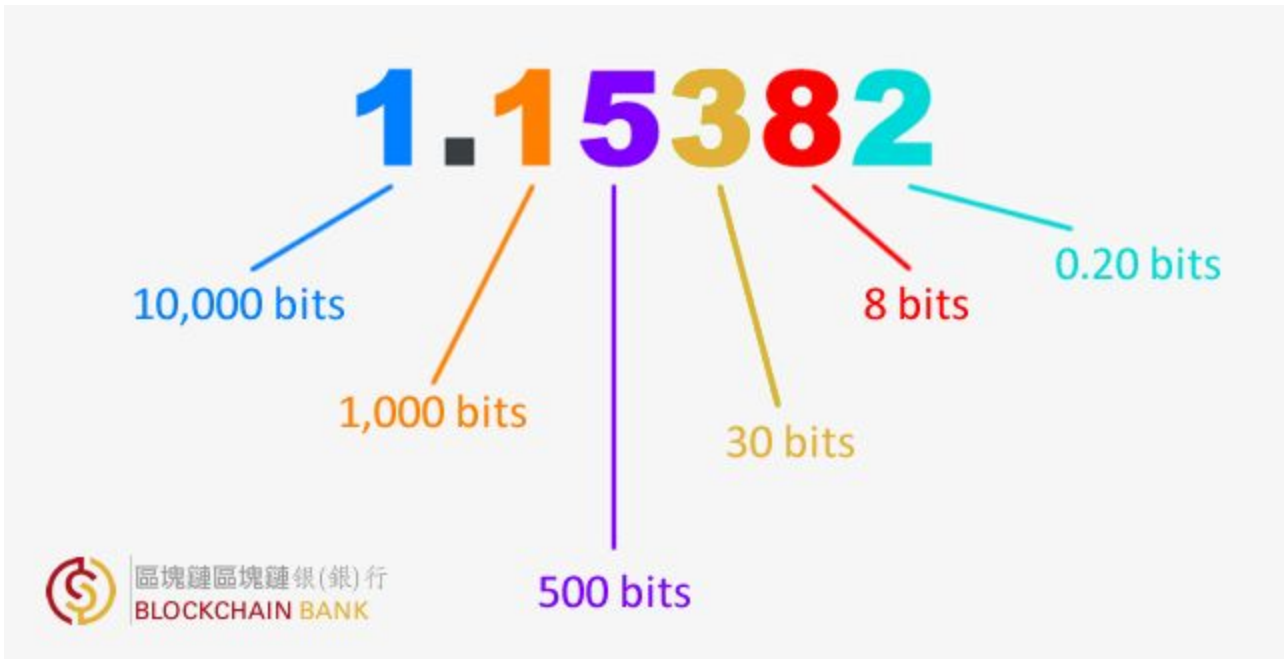 1.15382
0.20 bits
10,000 bits
8 bits
1,000 bits
30 bits
500 bits
區塊鏈區塊鏈银(銀)行
BLOCKCHAIN BANK